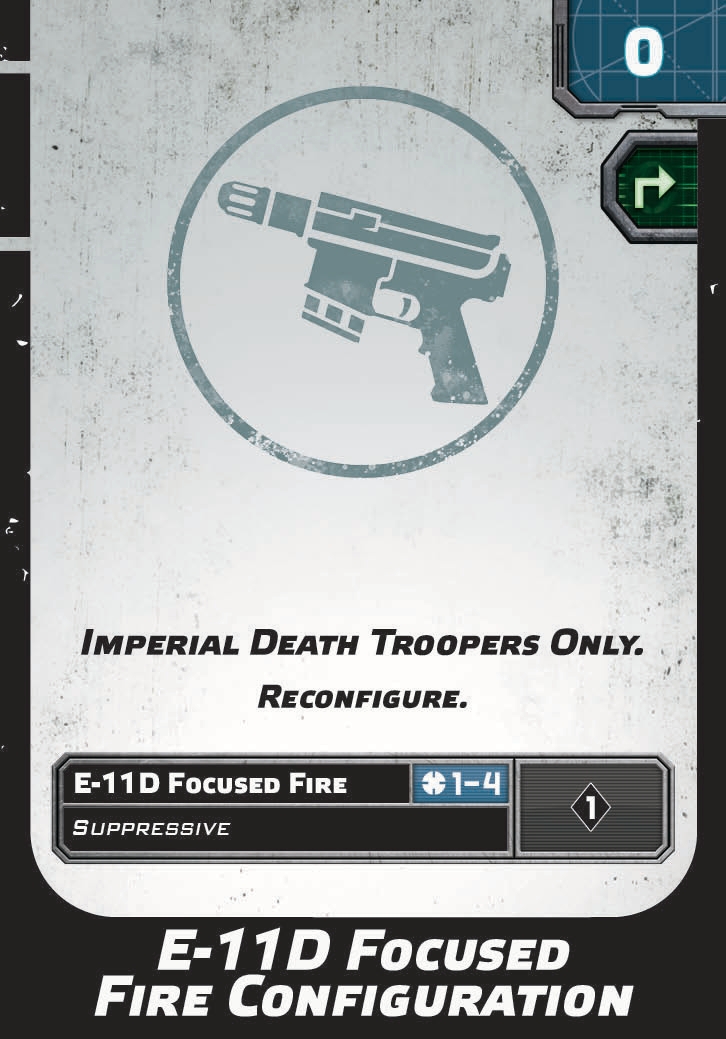 0
Imperial Death Troopers Only.
Reconfigure.
E-11D Focused Fire 1–4
1
Suppressive
E-11D Focused
Fire Configuration